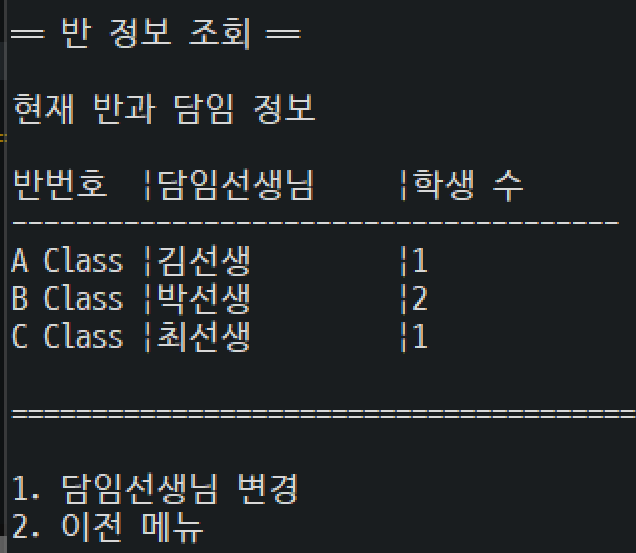 == 반 정보 조회 ==
현재 반과 담임 정보
반번호 |담임선생님 |학생 수
--------------------------------------
A Class |김선생 |1
B Class |박선생 |2
C Class |최선생 |1
=======================================
1. 담임선생님 변경
2. 이전 메뉴